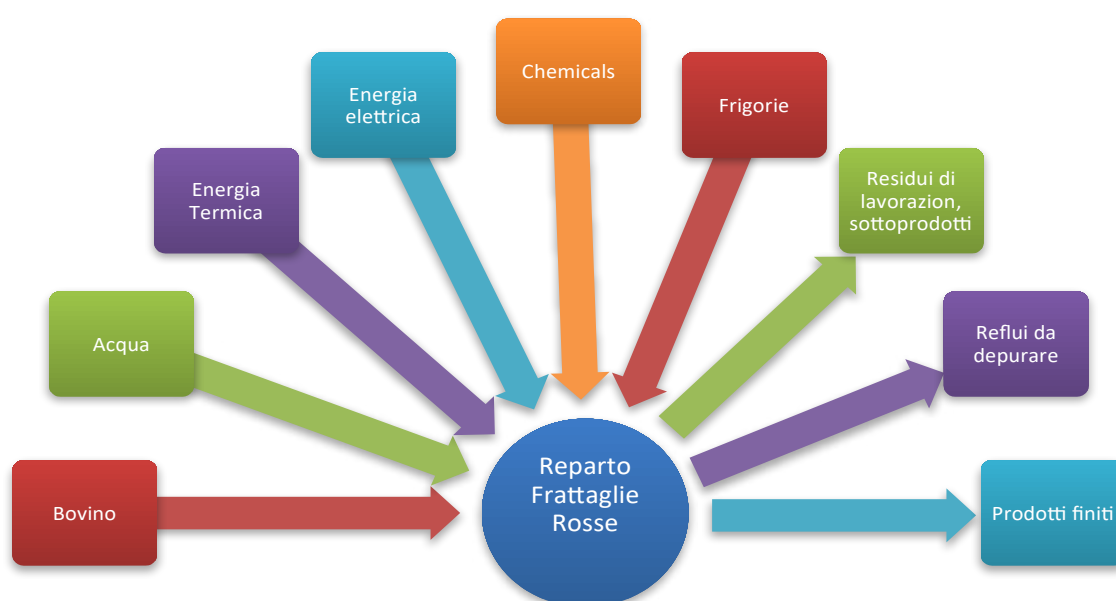 Chemicals
Energia
elettrica
Frigorie
Energia
Termica
Residui di
lavorazion,
sottoprodotti
Acqua
Reflui da
depurare
Bovino
Reparto
Frattaglie
Rosse
Prodotti finiti